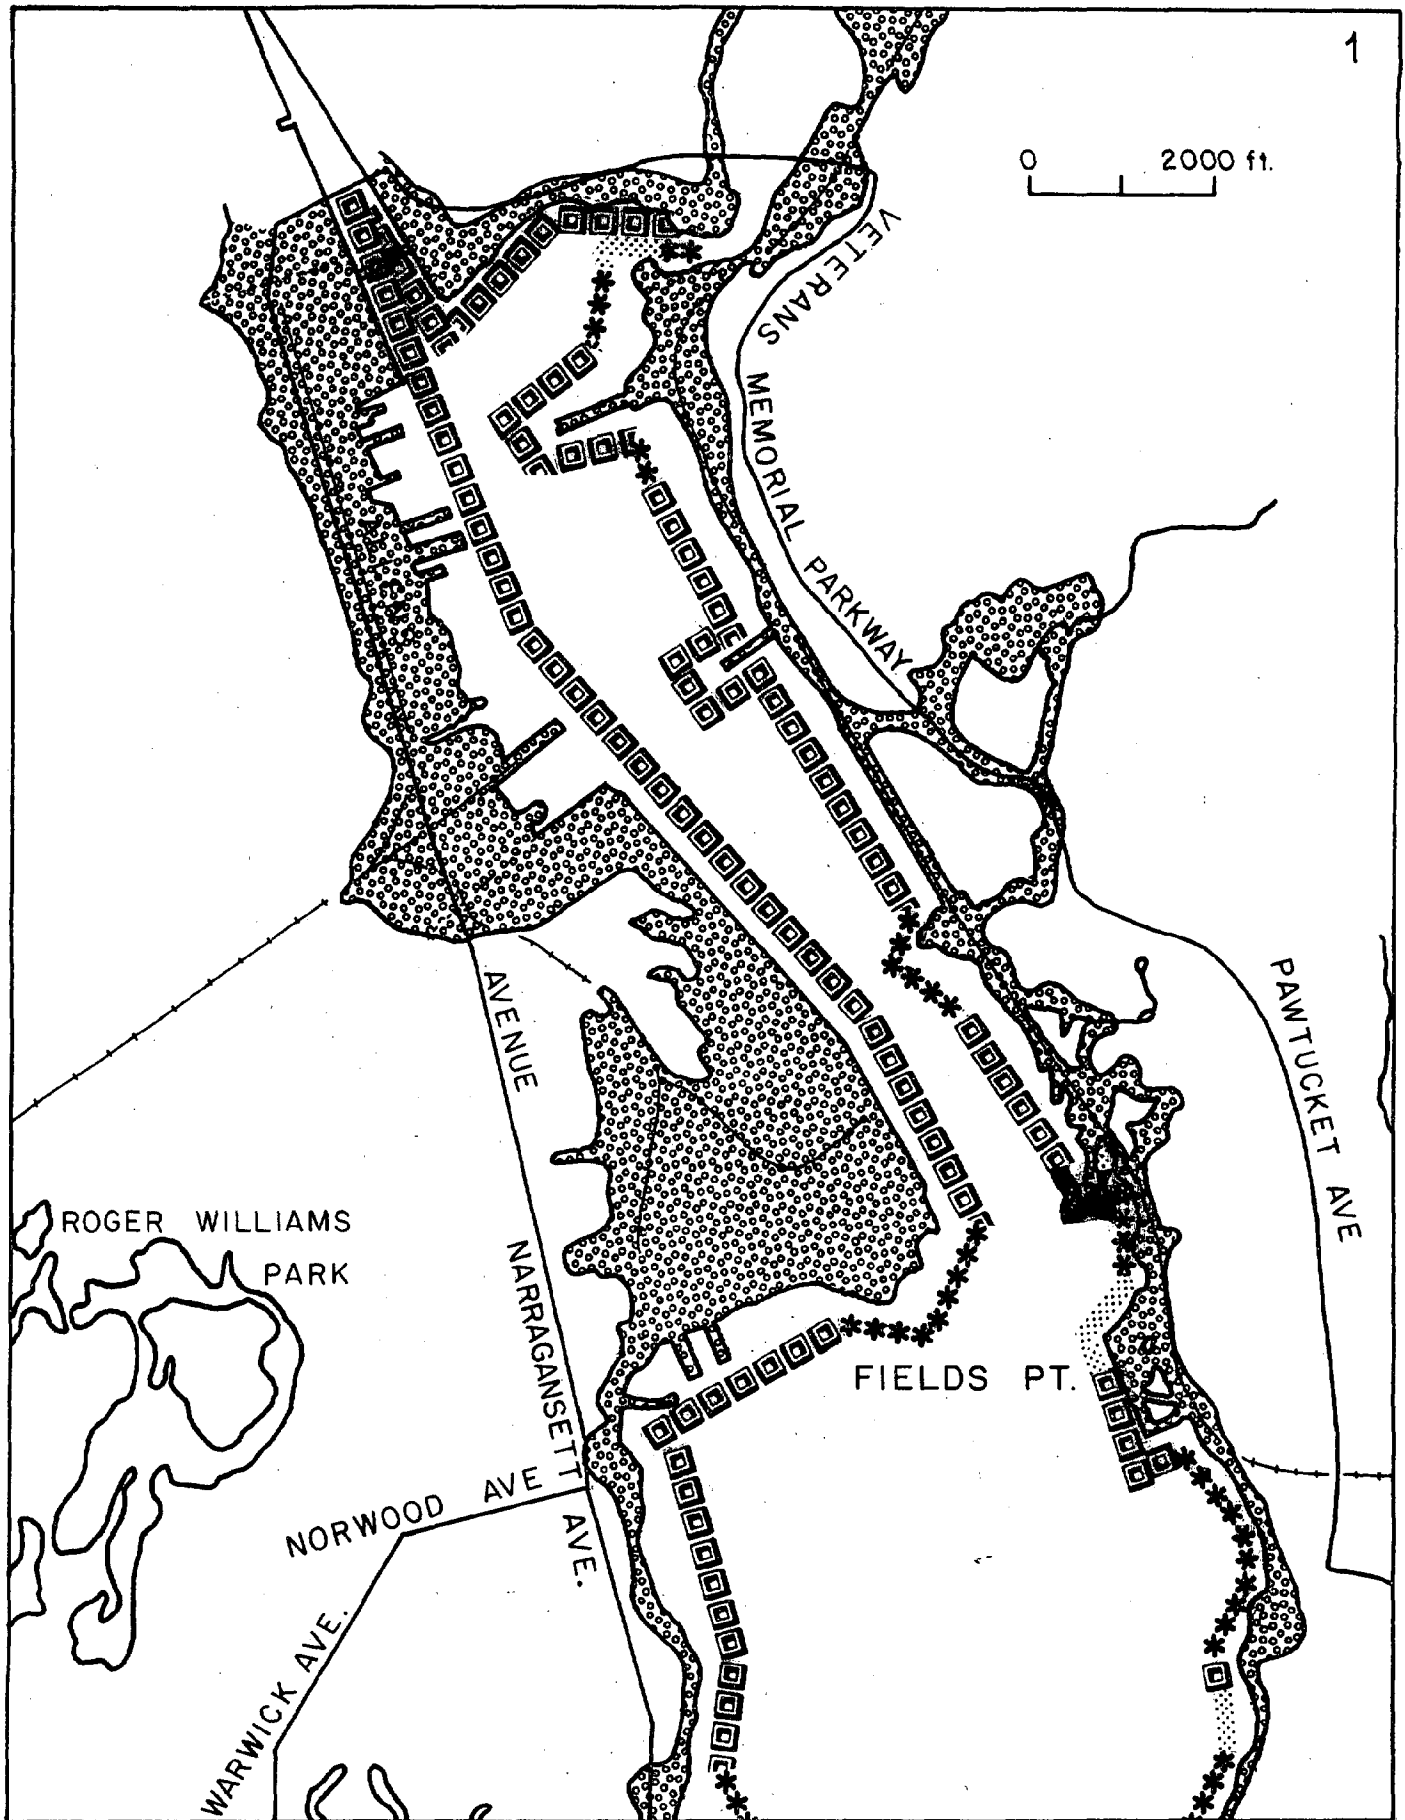 1
0 2000 ft.
VETERANS
MEMORIAL PARKWAY
AVENUE
PAWTUCKET AVE
ROGER WILLIAMS
PARK
NARRAGANSETT AVE.
FIELDS PT.
NORWOOD AVE
WARWICK AVE.